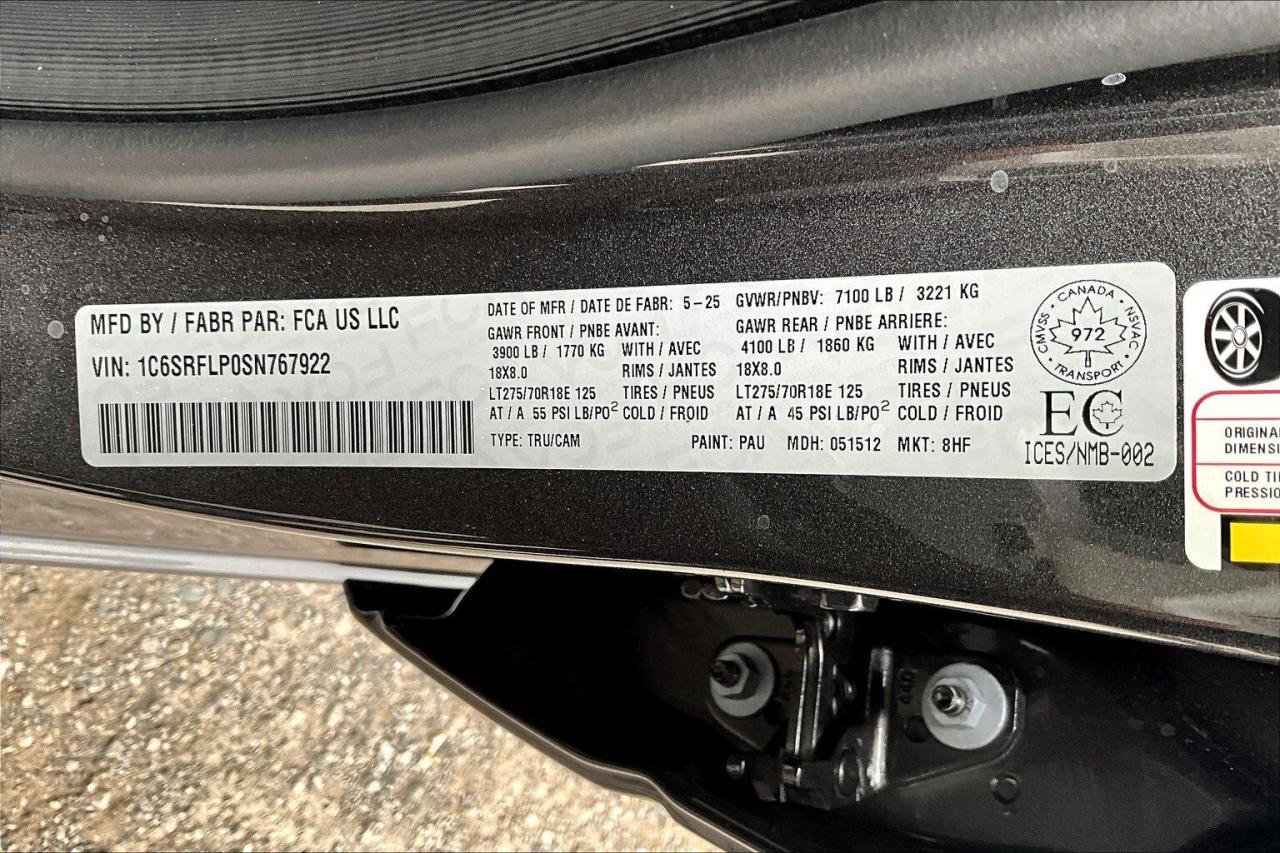 MFD BY / FABR PAR: FCA US LLC
VIN: 1C6SRFLP0SN767922
DATE OF MFR / DATE DE FABR: 5-25 GVWR/PNBV: 7100 LB / 3221 KG
GAWR FRONT / PNBE AVANT:
3900 LB / 1770 KG WITH / AVEC
18X8.0 RIMS / JANTES
LT275/70R18E 125 TIRES / PNEUS
AT / A 55 PSI LB/PO² COLD / FROID
GAWR REAR / PNBE ARRIERE:
4100 LB / 1860 KG WITH / AVEC
18X8.0 RIMS / JANTES
LT275/70R18E 125 TIRES / PNEUS
AT / A 45 PSI LB/PO² COLD / FROID
TYPE: TRU/CAM PAINT: PAU MDH: 051512 MKT: 8HF
CANADA
CMVSS 972 NSVAC
TRANSPORT
EC
ICES/NMB-002
ORIGINA
DIMENSI
COLD TI
PRESSIO